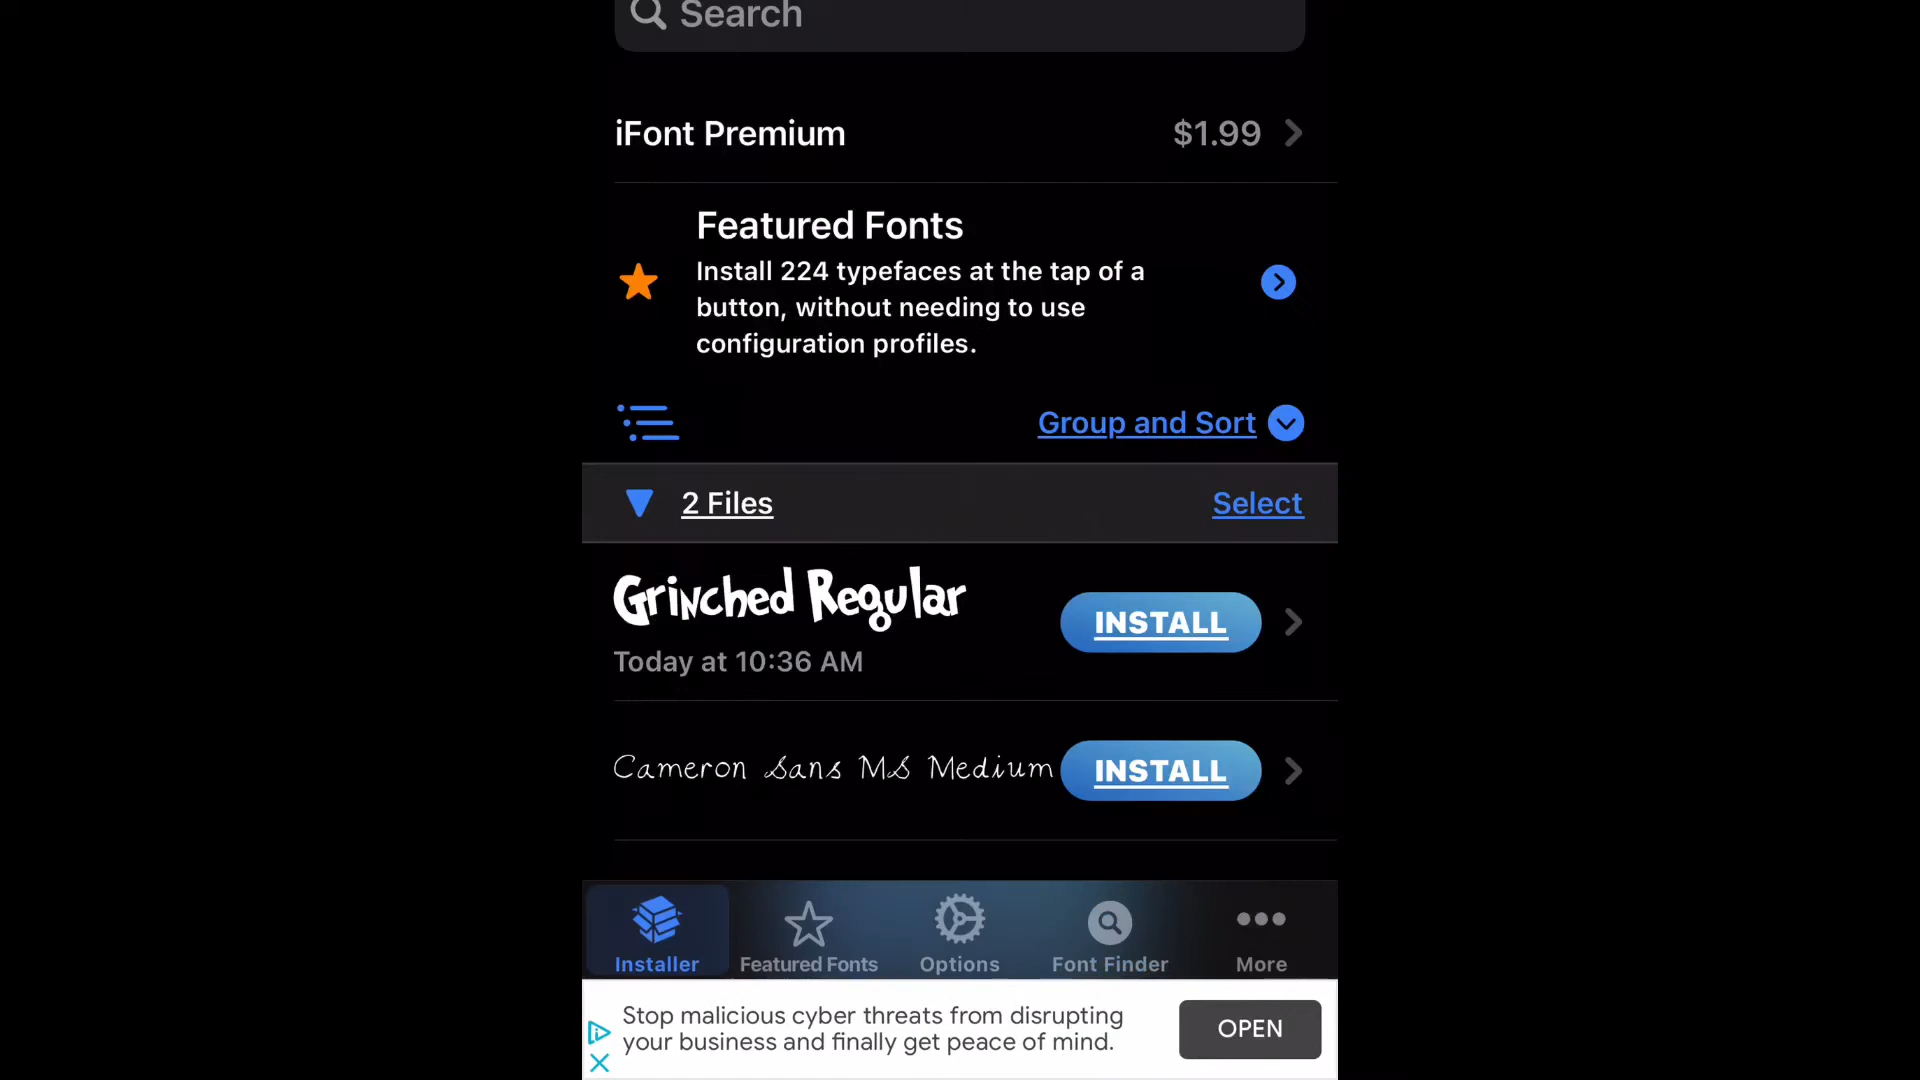 Search
iFont Premium $1.99
Featured Fonts
Install 224 typefaces at the tap of a
button, without needing to use
configuration profiles.
Group and Sort
2 Files Select
Grinched Regular INSTALL
Today at 10:36 AM
Cameron Sans MS Medium INSTALL
Installer Featured Fonts Options Font Finder More
Stop malicious cyber threats from disrupting
your business and finally get peace of mind.
OPEN